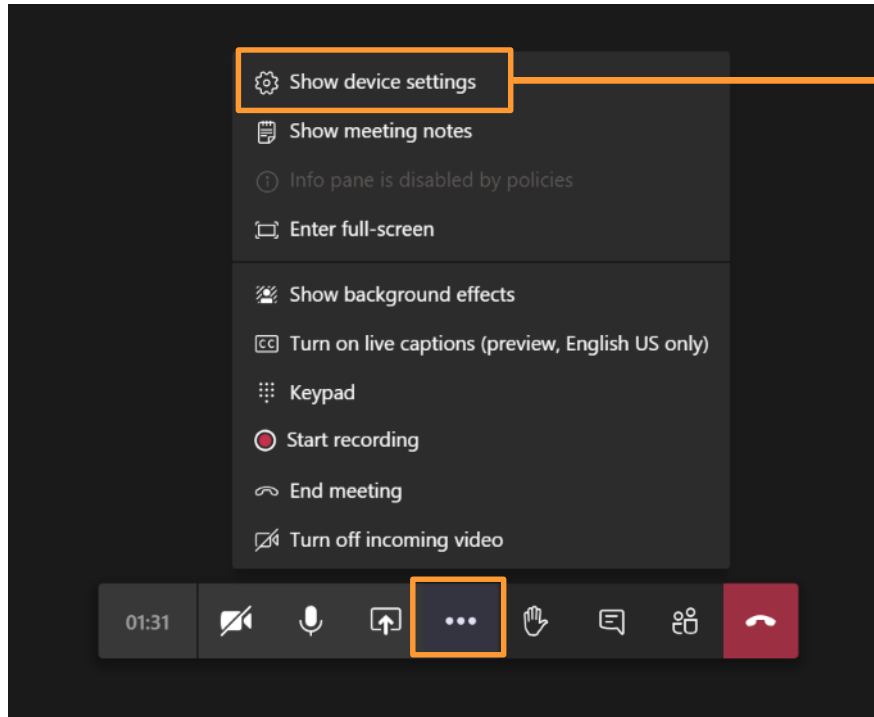 Show device settings
Show meeting notes
Info pane is disabled by policies
Enter full-screen
Show background effects
CC Turn on live captions (preview, English US only)
Keypad
Start recording
End meeting
Turn off incoming video
01:31